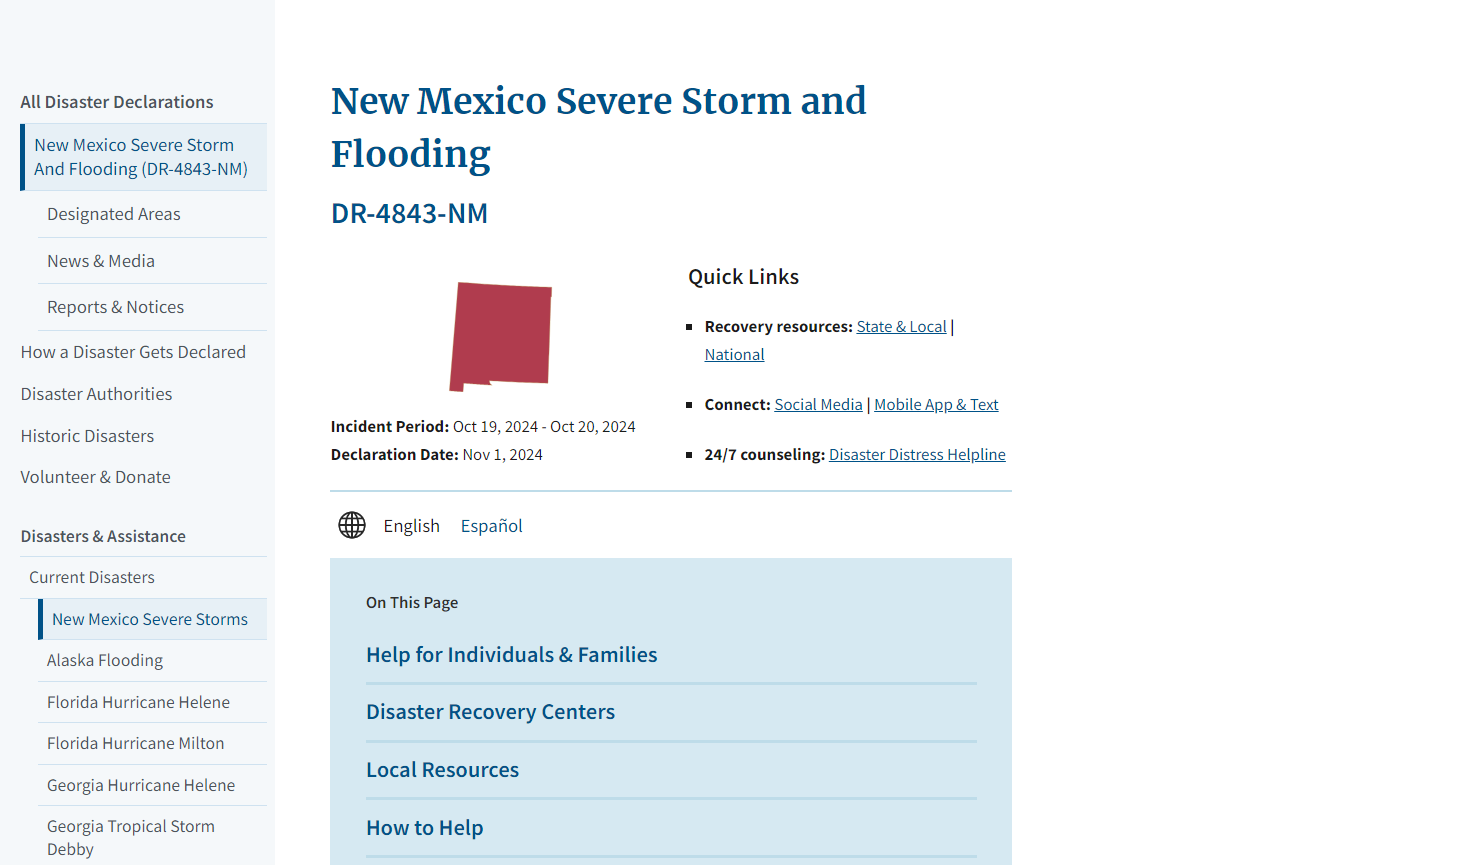 All Disaster Declarations
New Mexico Severe Storm
And Flooding (DR-4843-NM)
Designated Areas
News & Media
Reports & Notices
How a Disaster Gets Declared
Disaster Authorities
Historic Disasters
Volunteer & Donate
Disasters & Assistance
Current Disasters
New Mexico Severe Storms
Alaska Flooding
Florida Hurricane Helene
Florida Hurricane Milton
Georgia Hurricane Helene
Georgia Tropical Storm
Debby
New Mexico Severe Storm and
Flooding
DR-4843-NM
Incident Period: Oct 19, 2024 - Oct 20, 2024
Declaration Date: Nov 1, 2024
Quick Links
Recovery resources: State & Local |
National
Connect: Social Media | Mobile App & Text
24/7 counseling: Disaster Distress Helpline
English Español
On This Page
Help for Individuals & Families
Disaster Recovery Centers
Local Resources
How to Help